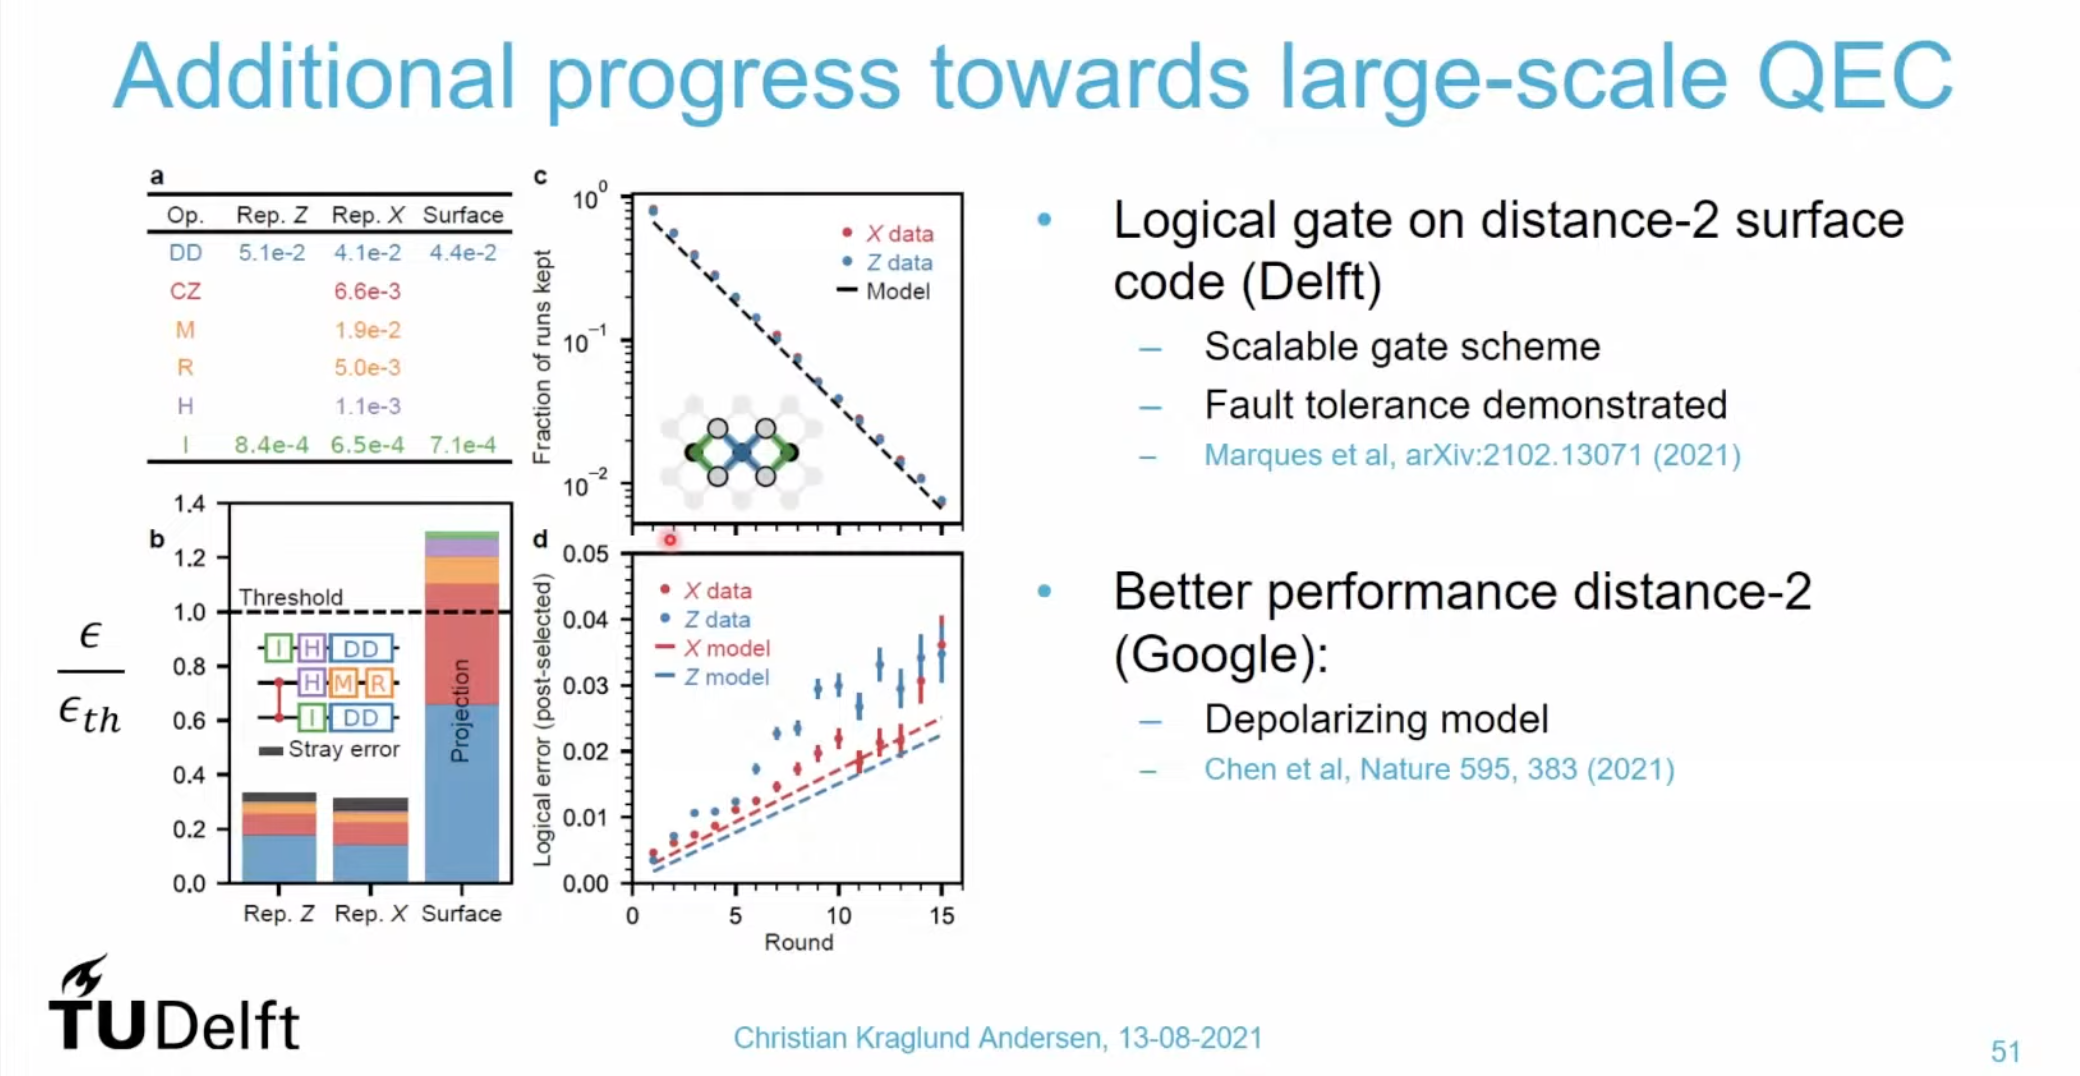 Additional progress towards large-scale QEC
a
Op. Rep. Z Rep. X Surface
DD 5.1e-2 4.1e-2 4.4e-2
CZ 6.6e-3
M 1.9e-2
R 5.0e-3
H 1.1e-3
I 8.4e-4 6.5e-4 7.1e-4
b
ϵ
ϵth
1.4
1.2
1.0
0.8
0.6
0.4
0.2
0.0
Threshold
I H DD
H M R
I DD
Stray error
Projection
Rep. Z Rep. X Surface
c
Fraction of runs kept
10⁰
10⁻¹
10⁻²
X data
Z data
Model
d
Logical error (post-selected)
0.05
0.04
0.03
0.02
0.01
0.00
X data
Z data
X model
Z model
0 5 10 15
Round
• Logical gate on distance-2 surface
code (Delft)
– Scalable gate scheme
– Fault tolerance demonstrated
– Marques et al, arXiv:2102.13071 (2021)
• Better performance distance-2
(Google):
– Depolarizing model
– Chen et al, Nature 595, 383 (2021)
TUDelft
Christian Kraglund Andersen, 13-08-2021
51